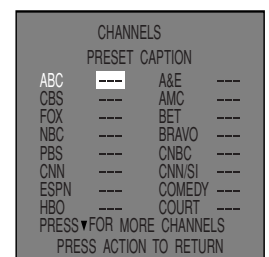 CHANNELS
PRESET CAPTION
ABC --- A&E ---
CBS --- AMC ---
FOX --- BET ---
NBC --- BRAVO ---
PBS --- CNBC ---
CNN --- CNN/SI ---
ESPN --- COMEDY ---
HBO --- COURT ---
PRESS▼FOR MORE CHANNELS
PRESS ACTION TO RETURN